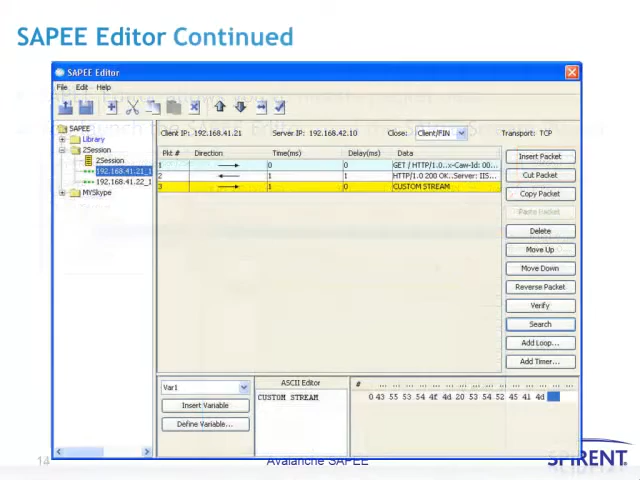 SAPEE Editor Continued
SAPEE Editor
File Edit Help
SAPEE
Library
2Session
2Session
192.168.41.21_1
192.168.41.22_1
MYSkype
Client IP: 192.168.41.21 Server IP: 192.168.42.10 Close: Client/FIN Transport: TCP
Pkt # Direction Time(ms) Delay(ms) Data
1 0 0 GET / HTTP/1.0..x-Caw-Id: 00...
2 1 1 HTTP/1.0 200 OK..Server: IIS...
3 1 0 CUSTOM STREAM
Insert Packet
Cut Packet
Copy Packet
Paste Packet
Delete
Move Up
Move Down
Reverse Packet
Verify
Search
Add Loop...
Add Timer...
Var1
Insert Variable
Define Variable...
ASCII Editor
CUSTOM STREAM
# ... ... ... ... ... ... ... ... ... ... ... ... ... ... ...
0 43 55 53 54 4f 4d 20 53 54 52 45 41 4d
14
Avalanche SAPEE
SPIRENT